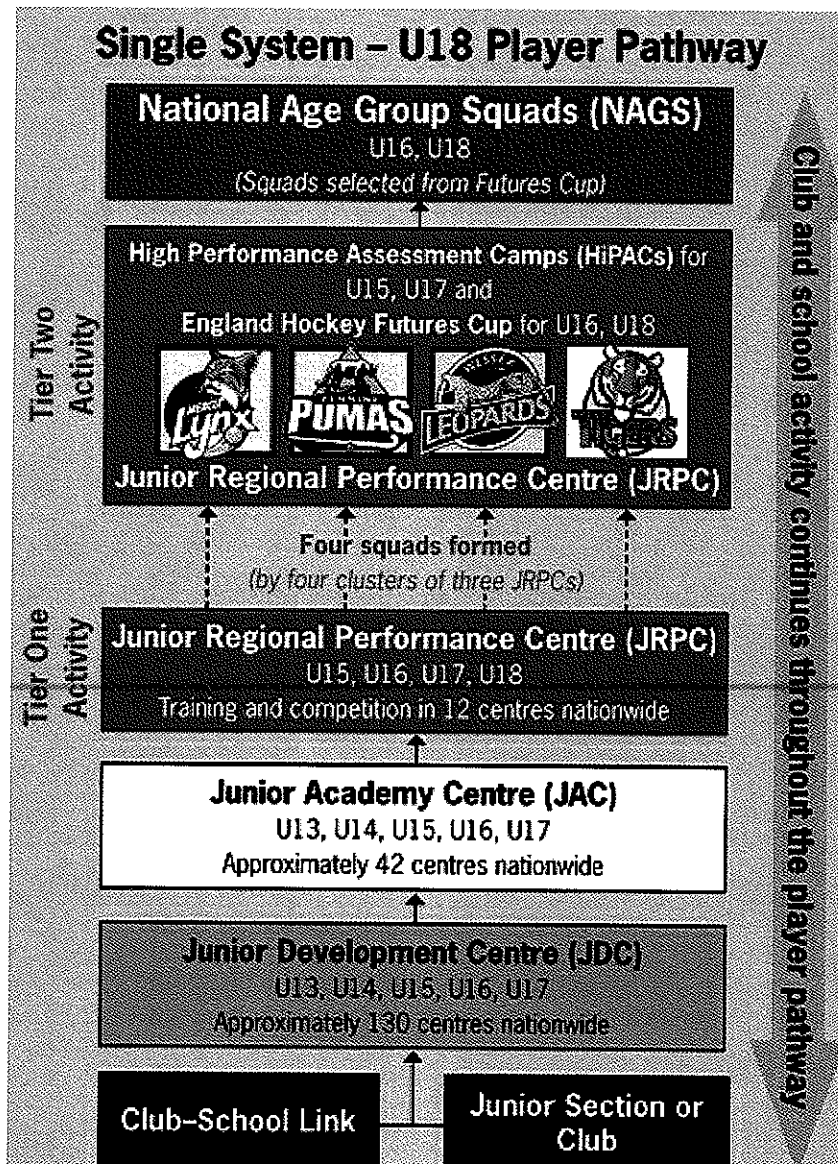 Single System – U18 Player Pathway
National Age Group Squads (NAGS)
U16, U18
(Squads selected from Futures Cup)
High Performance Assessment Camps (HiPACs) for
U15, U17 and
England Hockey Futures Cup for U16, U18
Lynx
PUMAS
LEOPARDS
TIGERS
Junior Regional Performance Centre (JRPC)
Tier Two
Activity
Four squads formed
(by four clusters of three JRPCs)
Junior Regional Performance Centre (JRPC)
U15, U16, U17, U18
Training and competition in 12 centres nationwide
Tier One
Activity
Junior Academy Centre (JAC)
U13, U14, U15, U16, U17
Approximately 42 centres nationwide
Junior Development Centre (JDC)
U13, U14, U15, U16, U17
Approximately 130 centres nationwide
Club–School Link
Junior Section or
Club
Club and school activity continues throughout the player pathway